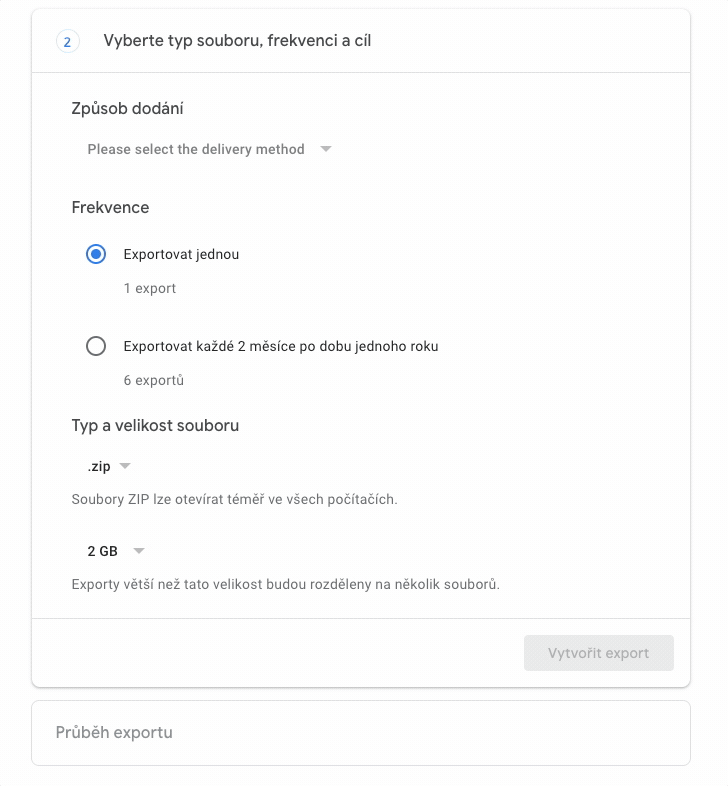 2 Vyberte typ souboru, frekvenci a cíl
Způsob dodání
Please select the delivery method
Frekvence
Exportovat jednou
1 export
Exportovat každé 2 měsíce po dobu jednoho roku
6 exportů
Typ a velikost souboru
.zip
Soubory ZIP lze otevírat téměř ve všech počítačích.
2 GB
Exporty větší než tato velikost budou rozděleny na několik souborů.
Vytvořit export
Průběh exportu